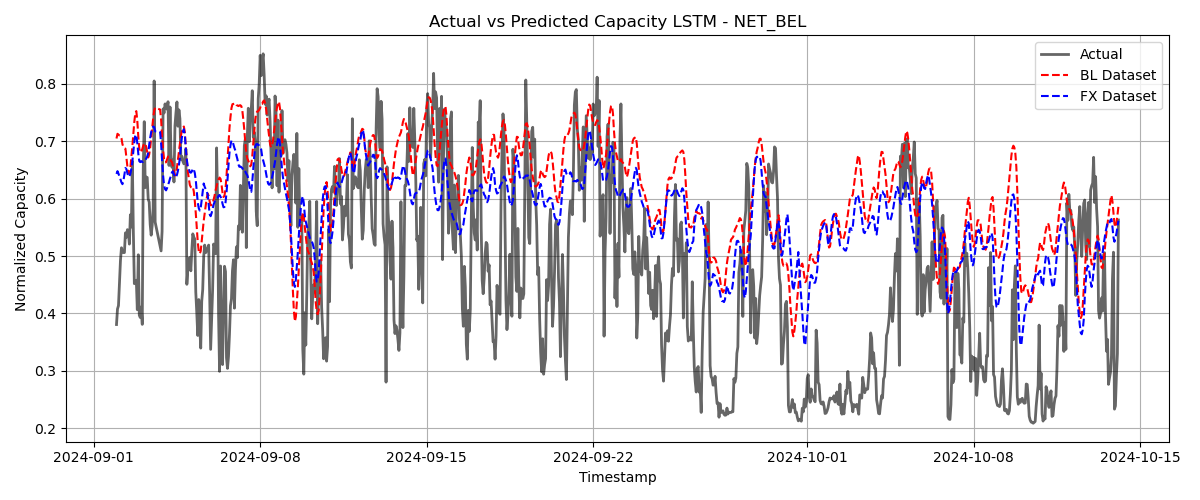 Actual vs Predicted Capacity LSTM - NET_BEL
Actual
BL Dataset
FX Dataset
Normalized Capacity
0.8
0.7
0.6
0.5
0.4
0.3
0.2
2024-09-01
2024-09-08
2024-09-15
2024-09-22
2024-10-01
2024-10-08
2024-10-15
Timestamp